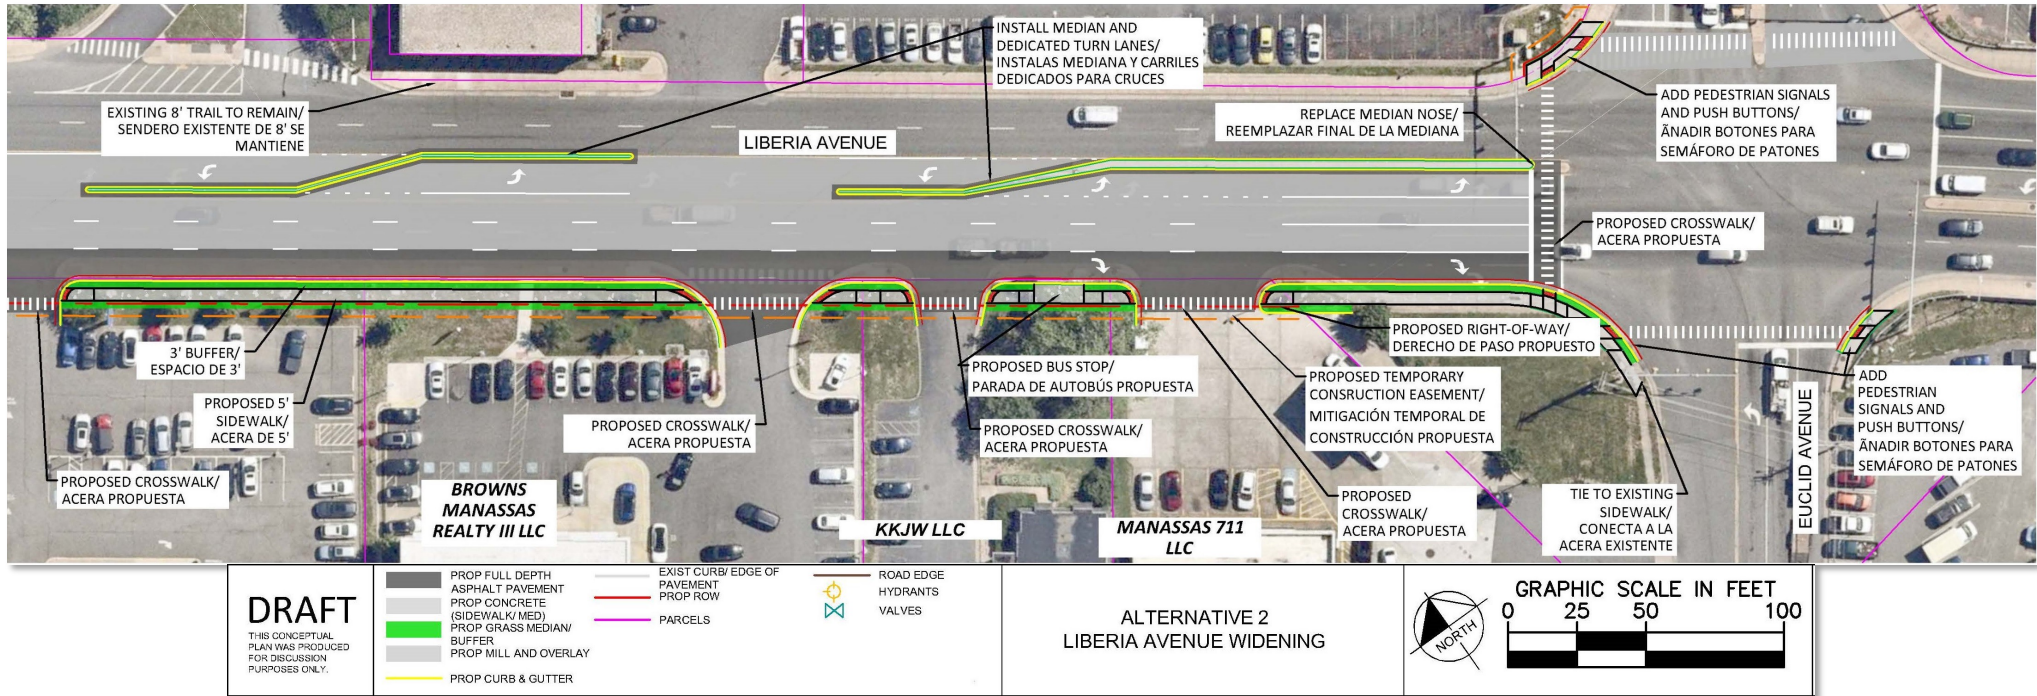 INSTALL MEDIAN AND
DEDICATED TURN LANES/
INSTALAS MEDIANA Y CARRILES
DEDICADOS PARA CRUCES
EXISTING 8' TRAIL TO REMAIN/
SENDERO EXISTENTE DE 8' SE
MANTIENE
LIBERIA AVENUE
REPLACE MEDIAN NOSE/
REEMPLAZAR FINAL DE LA MEDIANA
ADD PEDESTRIAN SIGNALS
AND PUSH BUTTONS/
ÃNADIR BOTONES PARA
SEMÁFORO DE PATONES
PROPOSED CROSSWALK/
ACERA PROPUESTA
3' BUFFER/
ESPACIO DE 3'
PROPOSED 5'
SIDEWALK/
ACERA DE 5'
PROPOSED CROSSWALK/
ACERA PROPUESTA
BROWNS
MANASSAS
REALTY III LLC
PROPOSED CROSSWALK/
ACERA PROPUESTA
KKJW LLC
PROPOSED BUS STOP/
PARADA DE AUTOBÚS PROPUESTA
PROPOSED CROSSWALK/
ACERA PROPUESTA
MANASSAS 711
LLC
PROPOSED RIGHT-OF-WAY/
DERECHO DE PASO PROPUESTO
PROPOSED TEMPORARY
CONSRUCTION EASEMENT/
MITIGACIÓN TEMPORAL DE
CONSTRUCCIÓN PROPUESTA
PROPOSED
CROSSWALK/
ACERA PROPUESTA
TIE TO EXISTING
SIDEWALK/
CONECTA A LA
ACERA EXISTENTE
EUCLID AVENUE
ADD
PEDESTRIAN
SIGNALS AND
PUSH BUTTONS/
ÃNADIR BOTONES PARA
SEMÁFORO DE PATONES
DRAFT
THIS CONCEPTUAL
PLAN WAS PRODUCED
FOR DISCUSSION
PURPOSES ONLY.
PROP FULL DEPTH
ASPHALT PAVEMENT
PROP CONCRETE
(SIDEWALK/ MED)
PROP GRASS MEDIAN/
BUFFER
PROP MILL AND OVERLAY
PROP CURB & GUTTER
EXIST CURB/ EDGE OF
PAVEMENT
PROP ROW
PARCELS
ROAD EDGE
HYDRANTS
VALVES
ALTERNATIVE 2
LIBERIA AVENUE WIDENING
NORTH
GRAPHIC SCALE IN FEET
0 25 50 100